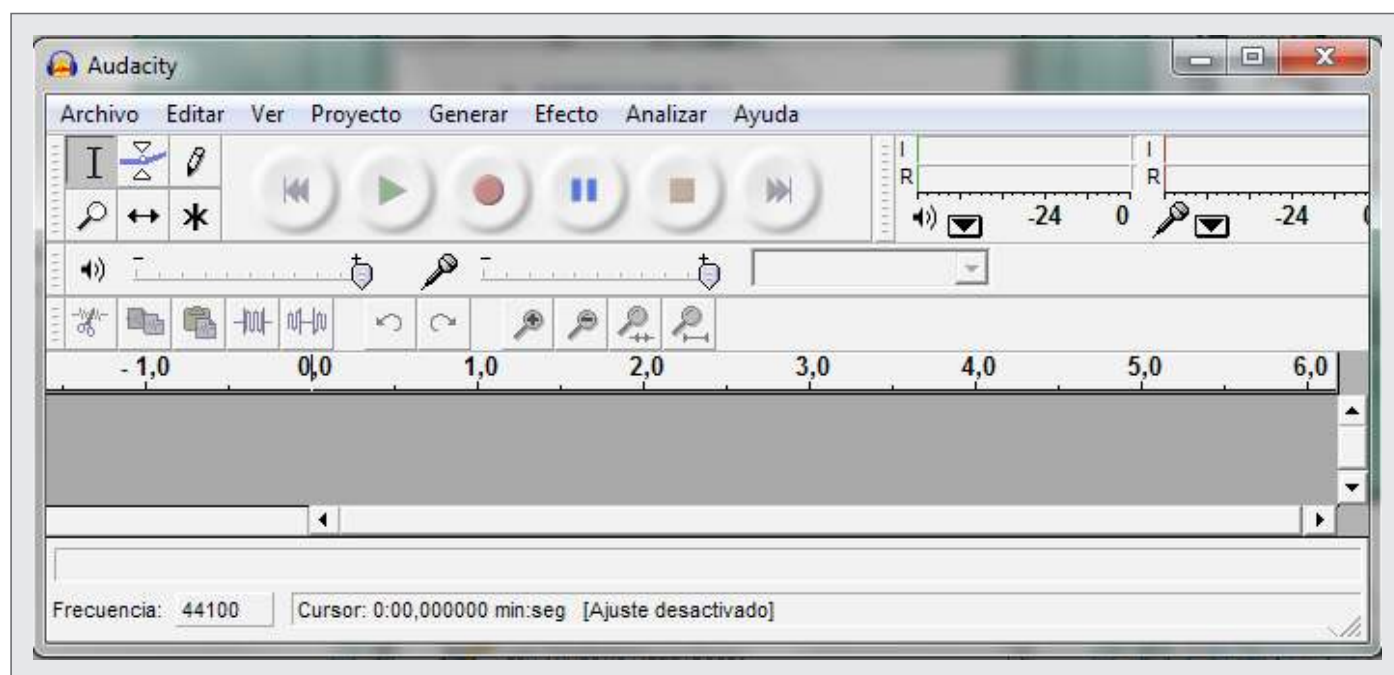 Audacity
Archivo Editar Ver Proyecto Generar Efecto Analizar Ayuda
I I
R R
-24 0 -24 0
- + - +
- 1,0 0,0 1,0 2,0 3,0 4,0 5,0 6,0
Frecuencia: 44100 Cursor: 0:00,000000 min:seg [Ajuste desactivado]